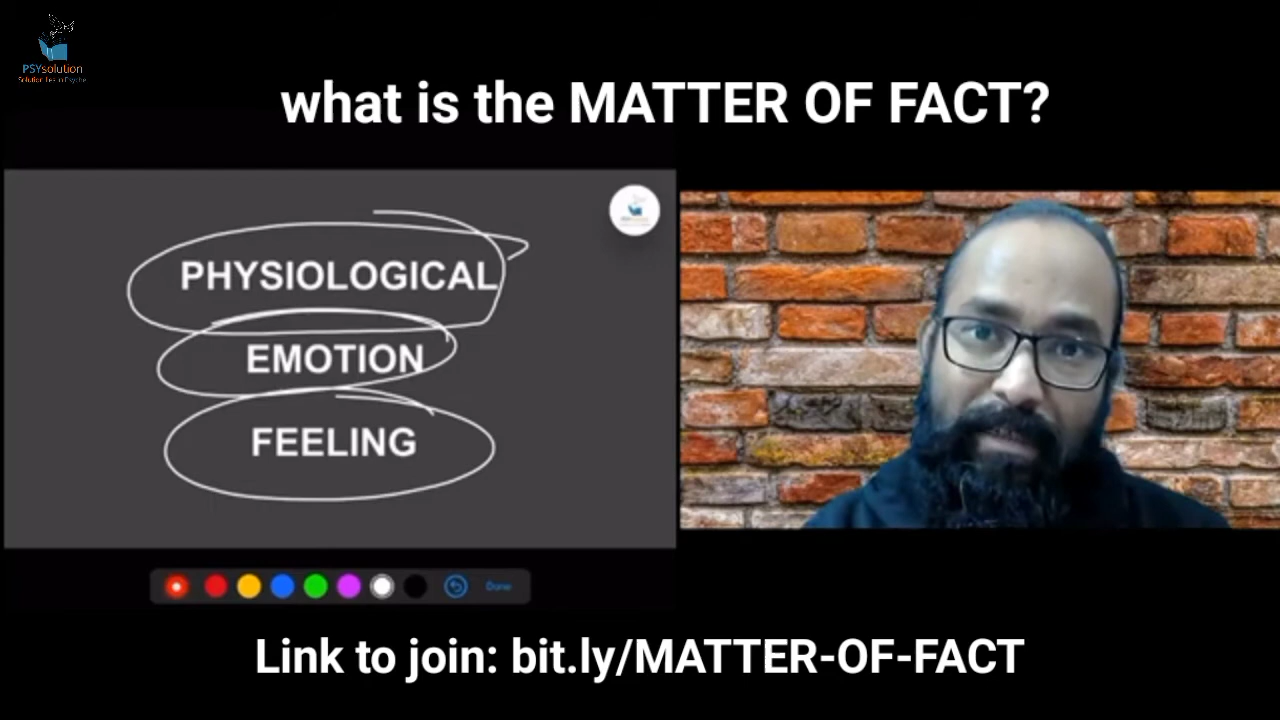 PSYsolution
what is the MATTER OF FACT?
PHYSIOLOGICAL
EMOTION
FEELING
Done
Link to join: bit.ly/MATTER-OF-FACT